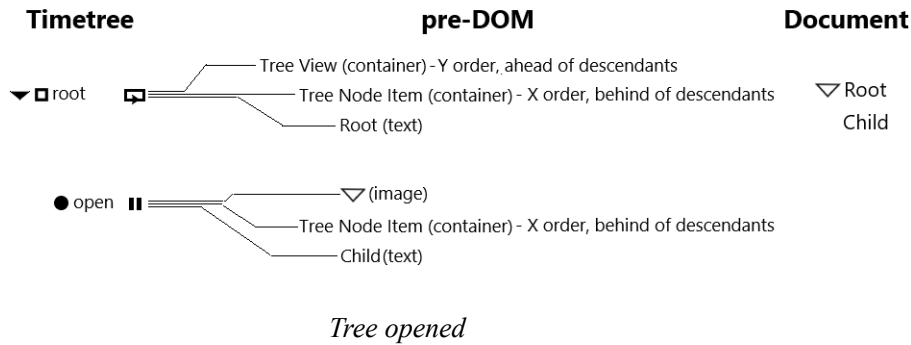 Timetree pre-DOM Document
Tree View (container) - Y order, ahead of descendants
root Tree Node Item (container) - X order, behind of descendants Root
Root (text) Child
(image)
open
Tree Node Item (container) - X order, behind of descendants
Child (text)
Tree opened